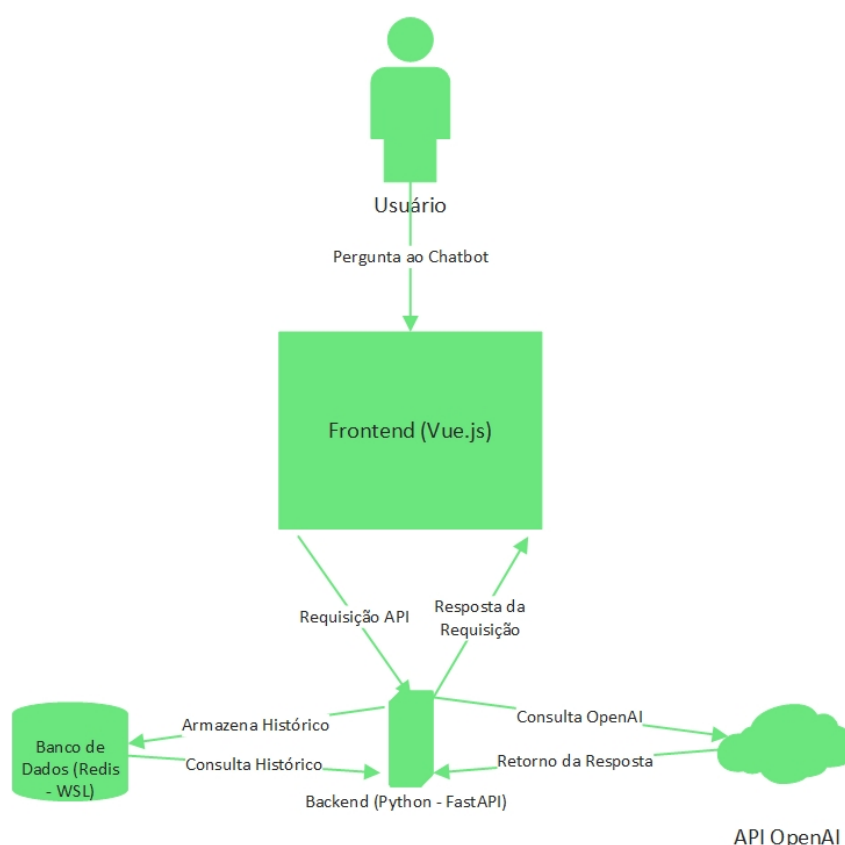 Usuário
Pergunta ao Chatbot
Frontend (Vue.js)
Requisição API
Resposta da
Requisição
Armazena Histórico
Consulta OpenAI
Banco de
Dados (Redis
- WSL)
Consulta Histórico
Retorno da Resposta
Backend (Python - FastAPI)
API OpenAI